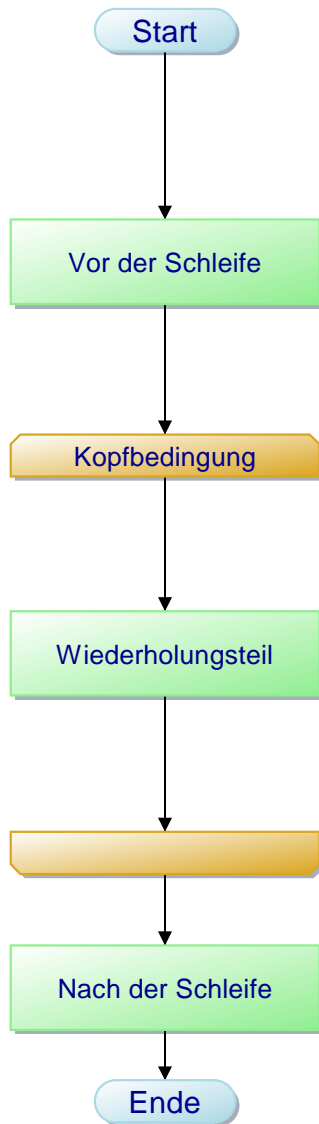 Start
Vor der Schleife
Kopfbedingung
Wiederholungsteil
Nach der Schleife
Ende